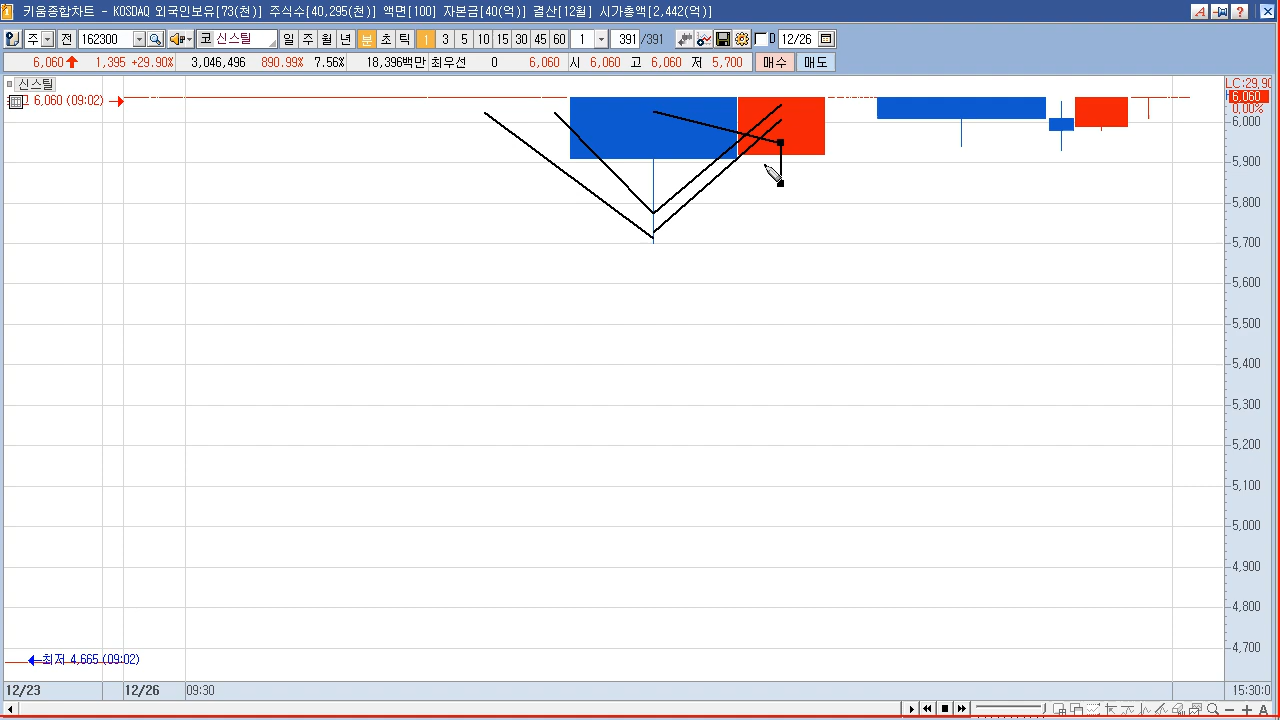 키움종합차트 - KOSDAQ 외국인보유[73(천)] 주식수[40,295(천)] 액면[100] 자본금[40(억)] 결산[12월] 시가총액[2,442(억)]
주 전 162300 코 신스틸 일 주 월 년 분 초 틱 1 3 5 10 15 30 45 60 1 391 /391 D 12/26
6,060 1,395 +29.90% 3,046,496 890.99% 7.56% 18,396백만 최우선 0 6,060 시 6,060 고 6,060 저 5,700 매수 매도
신스틸
LC:29,90
6,060 (09:02)
6,060
0.00%
6,000
5,900
5,800
5,700
5,600
5,500
5,400
5,300
5,200
5,100
5,000
4,900
4,800
4,700
최저 4,665 (09:02)
12/23 12/26 09:30 15:30:0
A